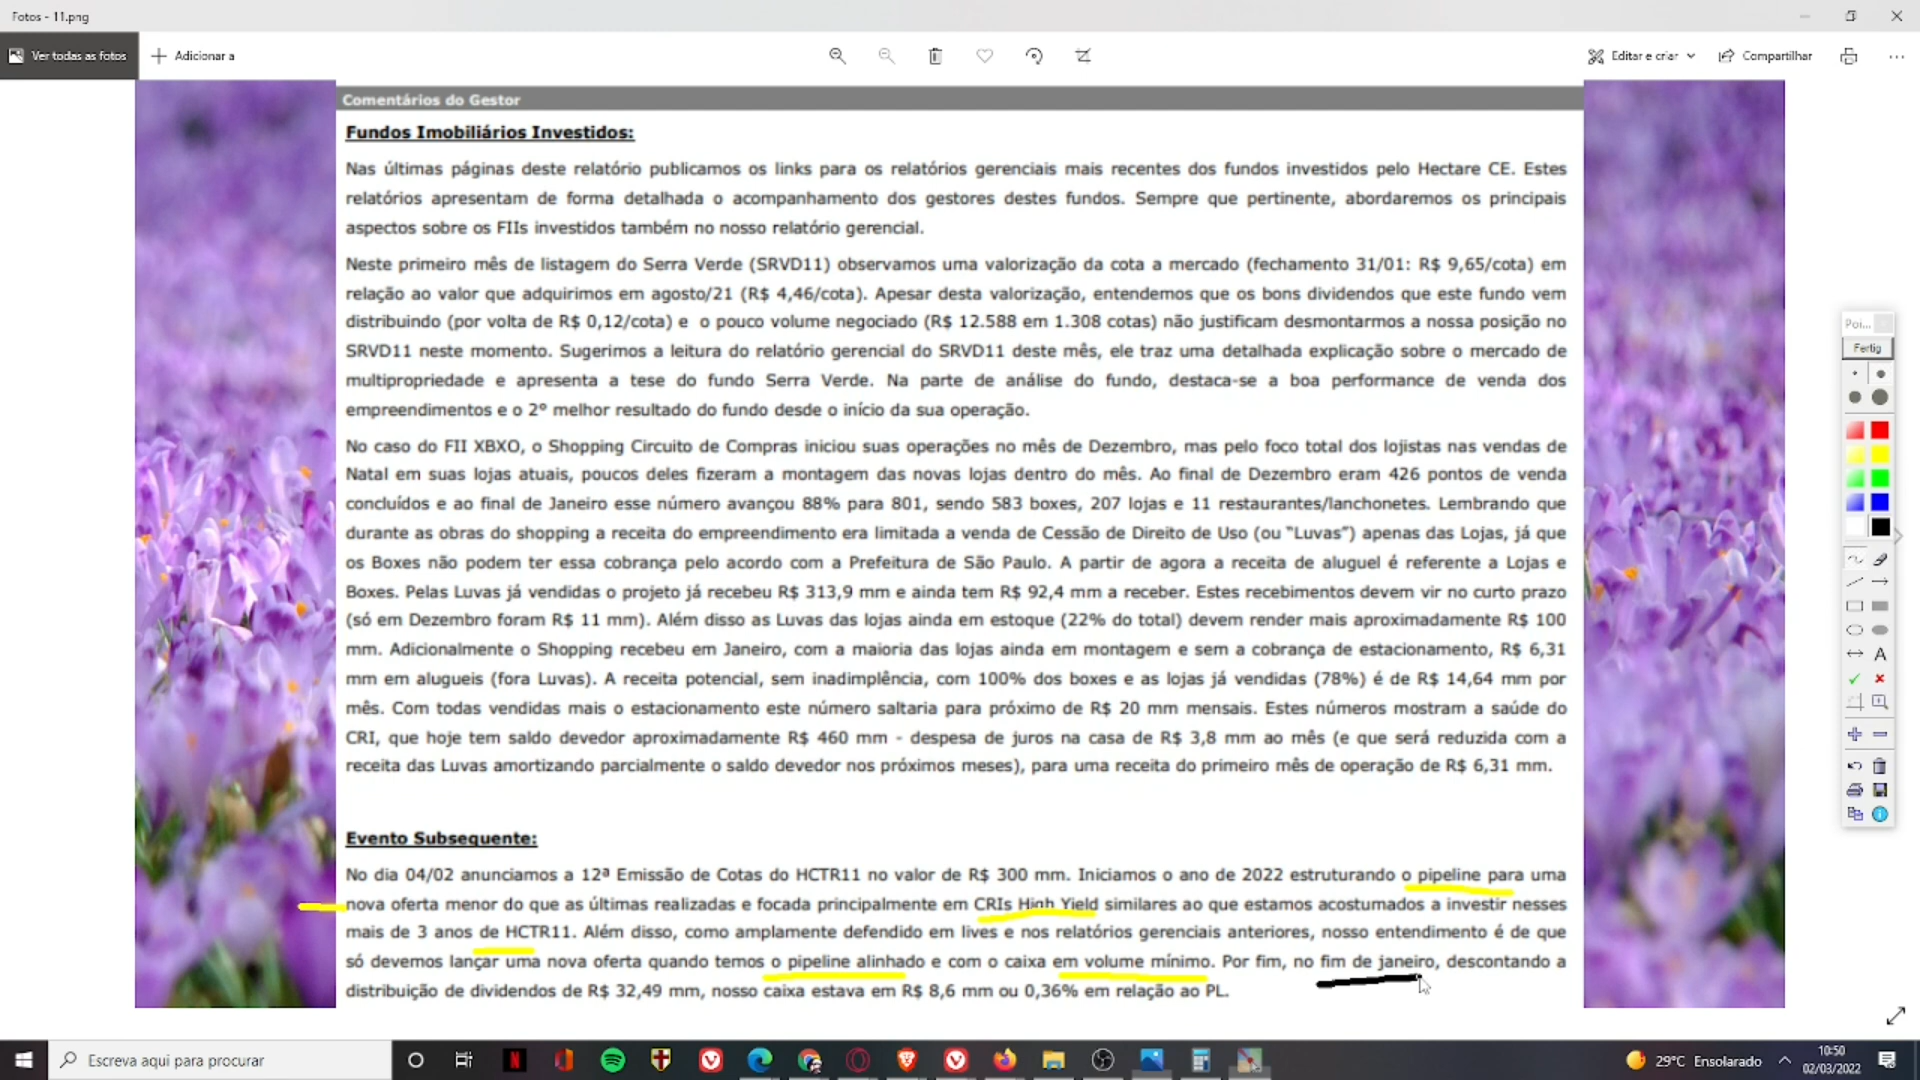 Fotos - 11.png
Ver todas as fotos
Adicionar a
Editar e criar
Compartilhar
Comentários do Gestor
Fundos Imobiliários Investidos:
Nas últimas páginas deste relatório publicamos os links para os relatórios gerenciais mais recentes dos fundos investidos pelo Hectare CE. Estes
relatórios apresentam de forma detalhada o acompanhamento dos gestores destes fundos. Sempre que pertinente, abordaremos os principais
aspectos sobre os FIIs investidos também no nosso relatório gerencial.
Neste primeiro mês de listagem do Serra Verde (SRVD11) observamos uma valorização da cota a mercado (fechamento 31/01: R$ 9,65/cota) em
relação ao valor que adquirimos em agosto/21 (R$ 4,46/cota). Apesar desta valorização, entendemos que os bons dividendos que este fundo vem
distribuindo (por volta de R$ 0,12/cota) e o pouco volume negociado (R$ 12.588 em 1.308 cotas) não justificam desmontarmos a nossa posição no
SRVD11 neste momento. Sugerimos a leitura do relatório gerencial do SRVD11 deste mês, ele traz uma detalhada explicação sobre o mercado de
multipropriedade e apresenta a tese do fundo Serra Verde. Na parte de análise do fundo, destaca-se a boa performance de venda dos
empreendimentos e o 2º melhor resultado do fundo desde o início da sua operação.
No caso do FII XBXO, o Shopping Circuito de Compras iniciou suas operações no mês de Dezembro, mas pelo foco total dos lojistas nas vendas de
Natal em suas lojas atuais, poucos deles fizeram a montagem das novas lojas dentro do mês. Ao final de Dezembro eram 426 pontos de venda
concluídos e ao final de Janeiro esse número avançou 88% para 801, sendo 583 boxes, 207 lojas e 11 restaurantes/lanchonetes. Lembrando que
durante as obras do shopping a receita do empreendimento era limitada a venda de Cessão de Direito de Uso (ou “Luvas”) apenas das Lojas, já que
os Boxes não podem ter essa cobrança pelo acordo com a Prefeitura de São Paulo. A partir de agora a receita de aluguel é referente a Lojas e
Boxes. Pelas Luvas já vendidas o projeto já recebeu R$ 313,9 mm e ainda tem R$ 92,4 mm a receber. Estes recebimentos devem vir no curto prazo
(só em Dezembro foram R$ 11 mm). Além disso as Luvas das lojas ainda em estoque (22% do total) devem render mais aproximadamente R$ 100
mm. Adicionalmente o Shopping recebeu em Janeiro, com a maioria das lojas ainda em montagem e sem a cobrança de estacionamento, R$ 6,31
mm em alugueis (fora Luvas). A receita potencial, sem inadimplência, com 100% dos boxes e as lojas já vendidas (78%) é de R$ 14,64 mm por
mês. Com todas vendidas mais o estacionamento este número saltaria para próximo de R$ 20 mm mensais. Estes números mostram a saúde do
CRI, que hoje tem saldo devedor aproximadamente R$ 460 mm - despesa de juros na casa de R$ 3,8 mm ao mês (e que será reduzida com a
receita das Luvas amortizando parcialmente o saldo devedor nos próximos meses), para uma receita do primeiro mês de operação de R$ 6,31 mm.
Evento Subsequente:
No dia 04/02 anunciamos a 12ª Emissão de Cotas do HCTR11 no valor de R$ 300 mm. Iniciamos o ano de 2022 estruturando o pipeline para uma
nova oferta menor do que as últimas realizadas e focada principalmente em CRIs High Yield similares ao que estamos acostumados a investir nesses
mais de 3 anos de HCTR11. Além disso, como amplamente defendido em lives e nos relatórios gerenciais anteriores, nosso entendimento é de que
só devemos lançar uma nova oferta quando temos o pipeline alinhado e com o caixa em volume mínimo. Por fim, no fim de janeiro, descontando a
distribuição de dividendos de R$ 32,49 mm, nosso caixa estava em R$ 8,6 mm ou 0,36% em relação ao PL.
Poi...
Fertig
A
Escreva aqui para procurar
29°C Ensolarado
10:50
02/03/2022